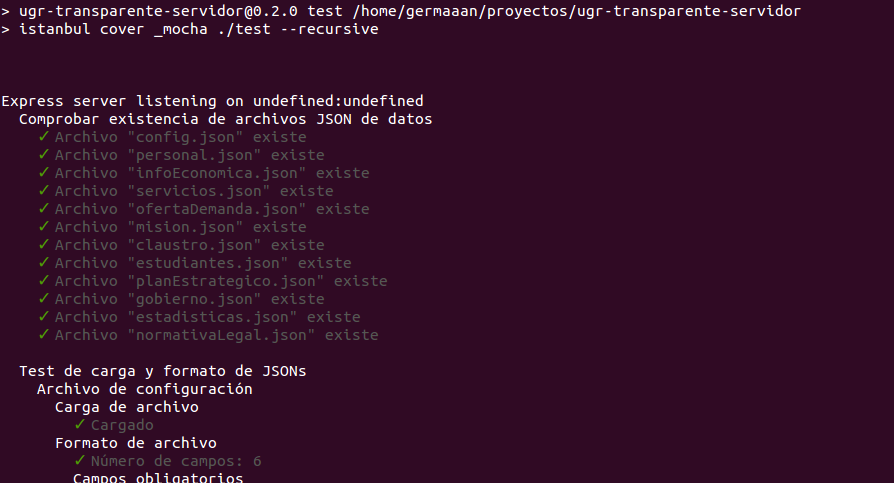 > ugr-transparente-servidor@0.2.0 test /home/germaaan/proyectos/ugr-transparente-servidor
> istanbul cover _mocha ./test --recursive
Express server listening on undefined:undefined
Comprobar existencia de archivos JSON de datos
✓ Archivo "config.json" existe
✓ Archivo "personal.json" existe
✓ Archivo "infoEconomica.json" existe
✓ Archivo "servicios.json" existe
✓ Archivo "ofertaDemanda.json" existe
✓ Archivo "mision.json" existe
✓ Archivo "claustro.json" existe
✓ Archivo "estudiantes.json" existe
✓ Archivo "planEstrategico.json" existe
✓ Archivo "gobierno.json" existe
✓ Archivo "estadisticas.json" existe
✓ Archivo "normativaLegal.json" existe
Test de carga y formato de JSONs
Archivo de configuración
Carga de archivo
✓ Cargado
Formato de archivo
✓ Número de campos: 6
Campos obligatorios